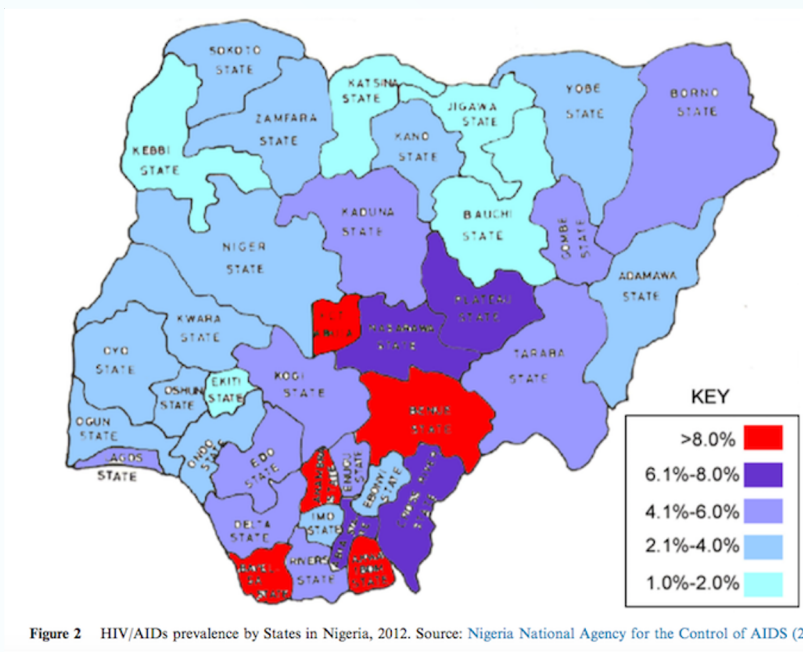 SOKOTO
STATE
KATSINA
STATE
JIGAWA
STATE
YOBE
STATE
BORNO
STATE
ZAMFARA
STATE
KANO
STATE
KEBBI
STATE
KADUNA
STATE
BAUCHI
STATE
GOMBE
STATE
NIGER
STATE
ADAMAWA
STATE
PLATEAU
STATE
KWARA
STATE
STATE
TARABA
STATE
OYO
STATE
KOGI
STATE
EKITI
STATE
OSHUN
STATE
BENUE
STATE
OGUN
STATE
LAGOS
STATE
ONDO
STATE
EDO
STATE
ENUGU
STATE
EBONYI
STATE
STATE
IMO
STATE
DELTA
STATE
RIVERS
STATE
STATE
KEY
>8.0%
6.1%-8.0%
4.1%-6.0%
2.1%-4.0%
1.0%-2.0%
Figure 2 HIV/AIDs prevalence by States in Nigeria, 2012. Source: Nigeria National Agency for the Control of AIDS (2